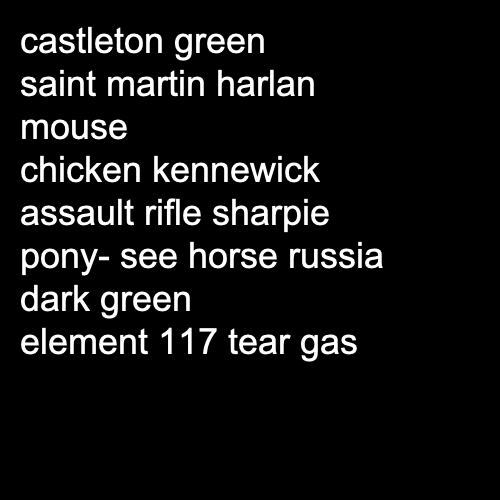 castleton green
saint martin harlan
mouse
chicken kennewick
assault rifle sharpie
pony- see horse russia
dark green
element 117 tear gas